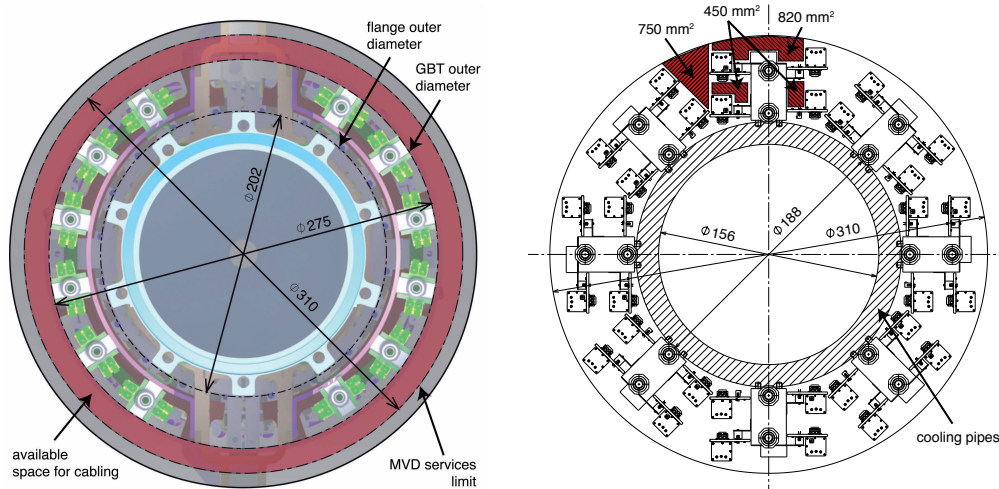 flange outer
diameter
GBT outer
diameter
Φ202
Φ275
Φ310
available
space for cabling
MVD services
limit
450 mm²
750 mm²
820 mm²
Φ156
Φ188
Φ310
cooling pipes